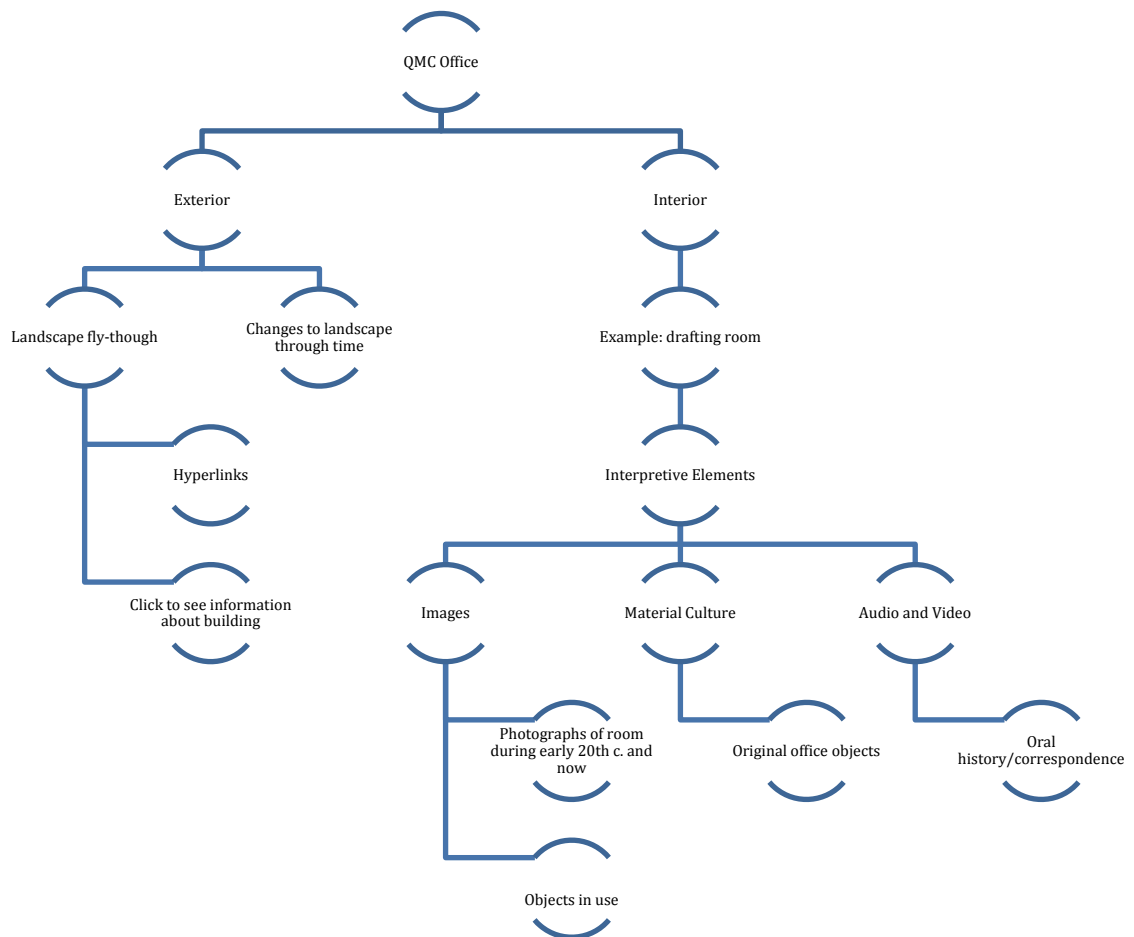 QMC Office
Exterior
Interior
Landscape fly-though
Changes to landscape
through time
Example: drafting room
Hyperlinks
Interpretive Elements
Click to see information
about building
Images
Material Culture
Audio and Video
Photographs of room
during early 20th c. and
now
Original office objects
Oral
history/correspondence
Objects in use